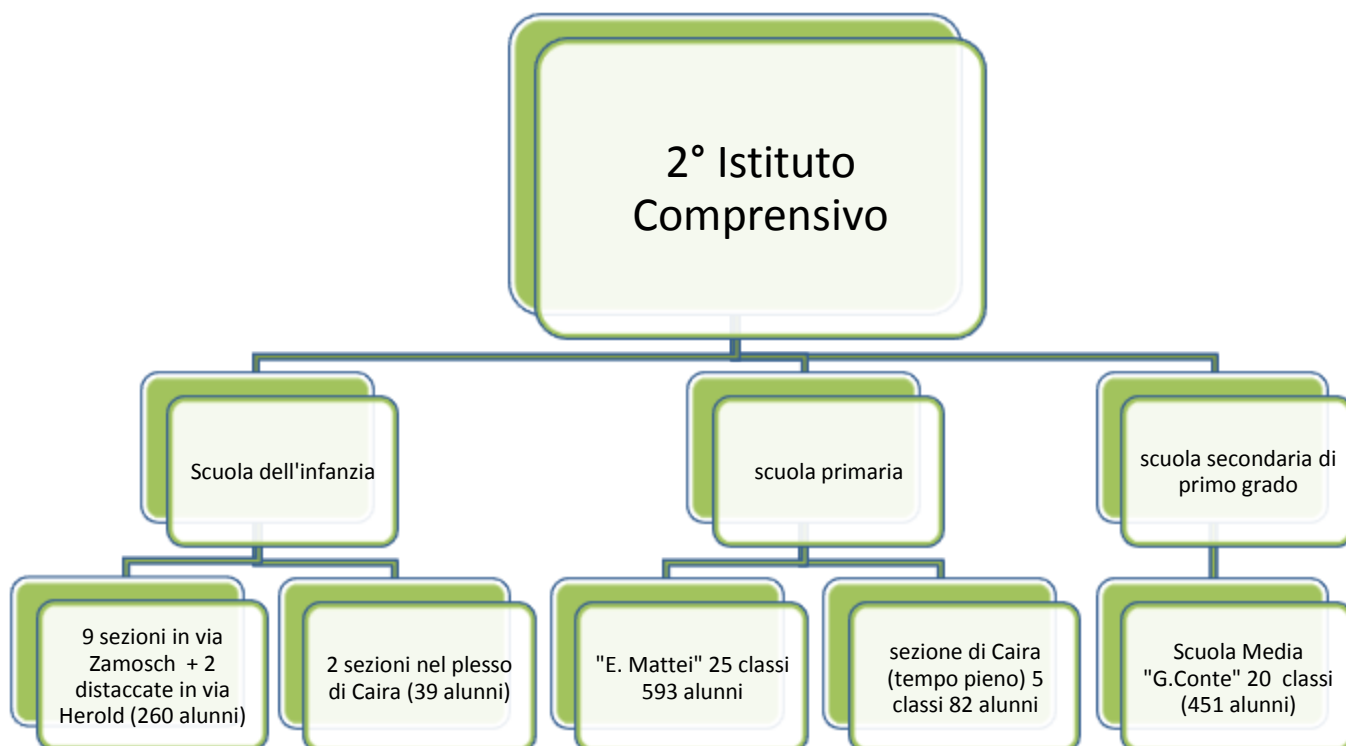 2° Istituto
Comprensivo
Scuola dell'infanzia
scuola primaria
scuola secondaria di
primo grado
9 sezioni in via
Zamosch + 2
distaccate in via
Herold (260 alunni)
2 sezioni nel plesso
di Caira (39 alunni)
"E. Mattei" 25 classi
593 alunni
sezione di Caira
(tempo pieno) 5
classi 82 alunni
Scuola Media
"G.Conte" 20 classi
(451 alunni)